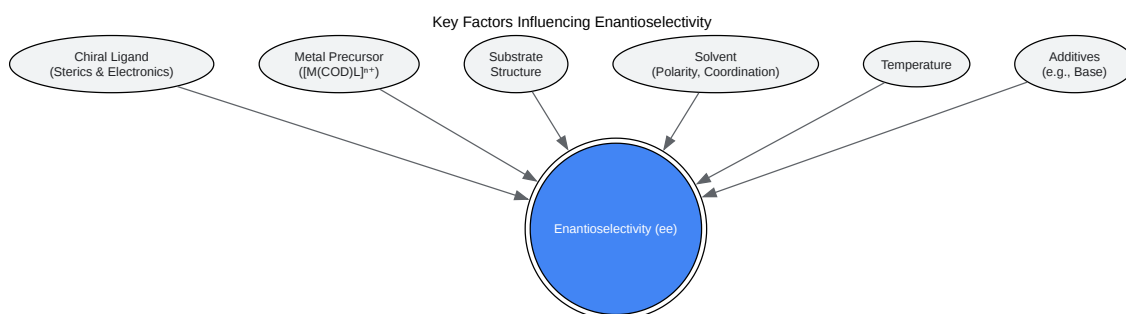 Key Factors Influencing Enantioselectivity
Chiral Ligand
(Sterics & Electronics)
Metal Precursor
([M(COD)L]ⁿ⁺)
Substrate
Structure
Solvent
(Polarity, Coordination)
Temperature
Additives
(e.g., Base)
Enantioselectivity (ee)